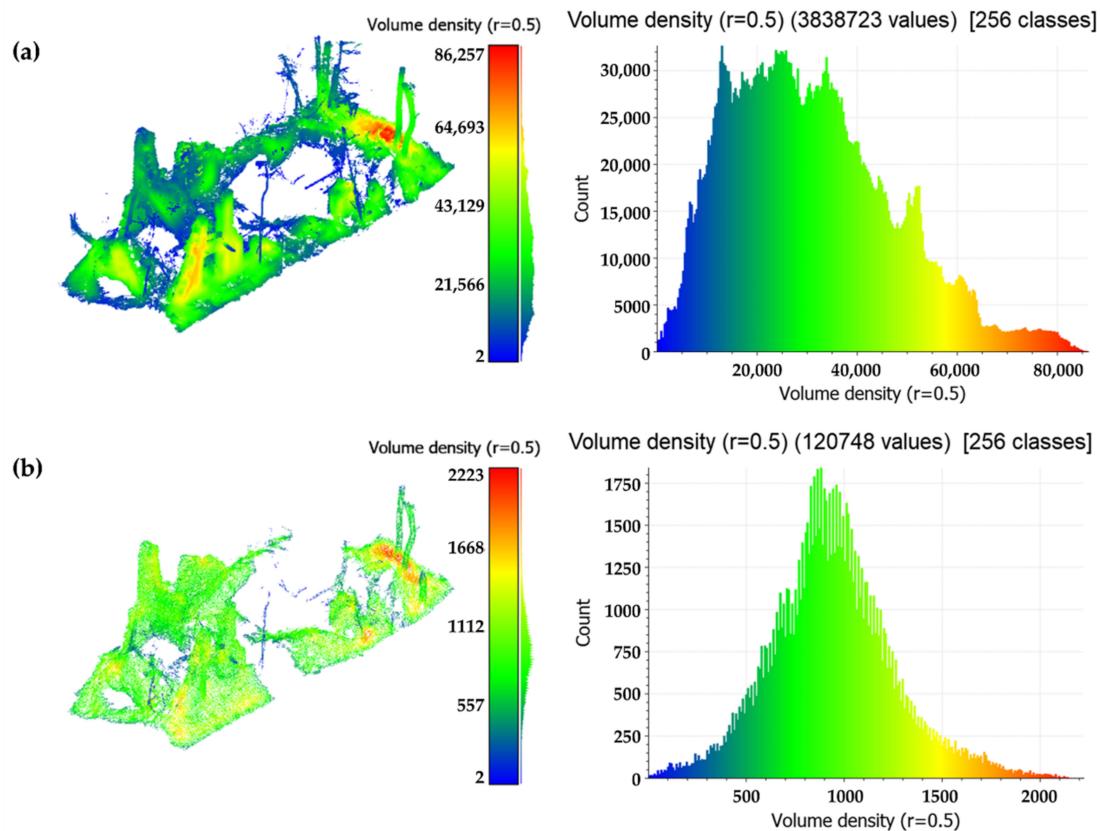 (a)
Volume density (r=0.5)
86,257
64,693
43,129
21,566
2
Volume density (r=0.5) (3838723 values) [256 classes]
Count
30,000
25,000
20,000
15,000
10,000
5000
0
20,000 40,000 60,000 80,000
Volume density (r=0.5)
(b)
Volume density (r=0.5)
2223
1668
1112
557
2
Volume density (r=0.5) (120748 values) [256 classes]
Count
1750
1500
1250
1000
750
500
250
0
500 1000 1500 2000
Volume density (r=0.5)